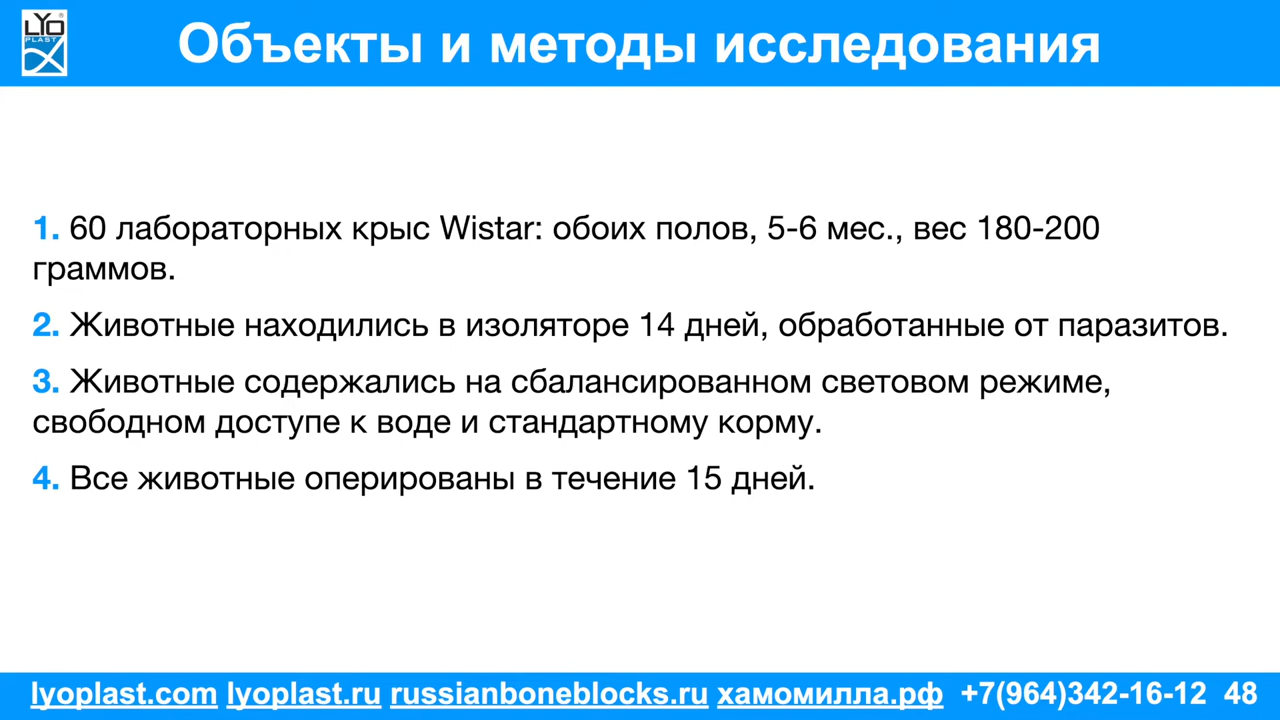 LYO®
PLAST
Объекты и методы исследования
1. 60 лабораторных крыс Wistar: обоих полов, 5-6 мес., вес 180-200
граммов.
2. Животные находились в изоляторе 14 дней, обработанные от паразитов.
3. Животные содержались на сбалансированном световом режиме,
свободном доступе к воде и стандартному корму.
4. Все животные оперированы в течение 15 дней.
lyoplast.com lyoplast.ru russianboneblocks.ru хамомилла.рф +7(964)342-16-12 48